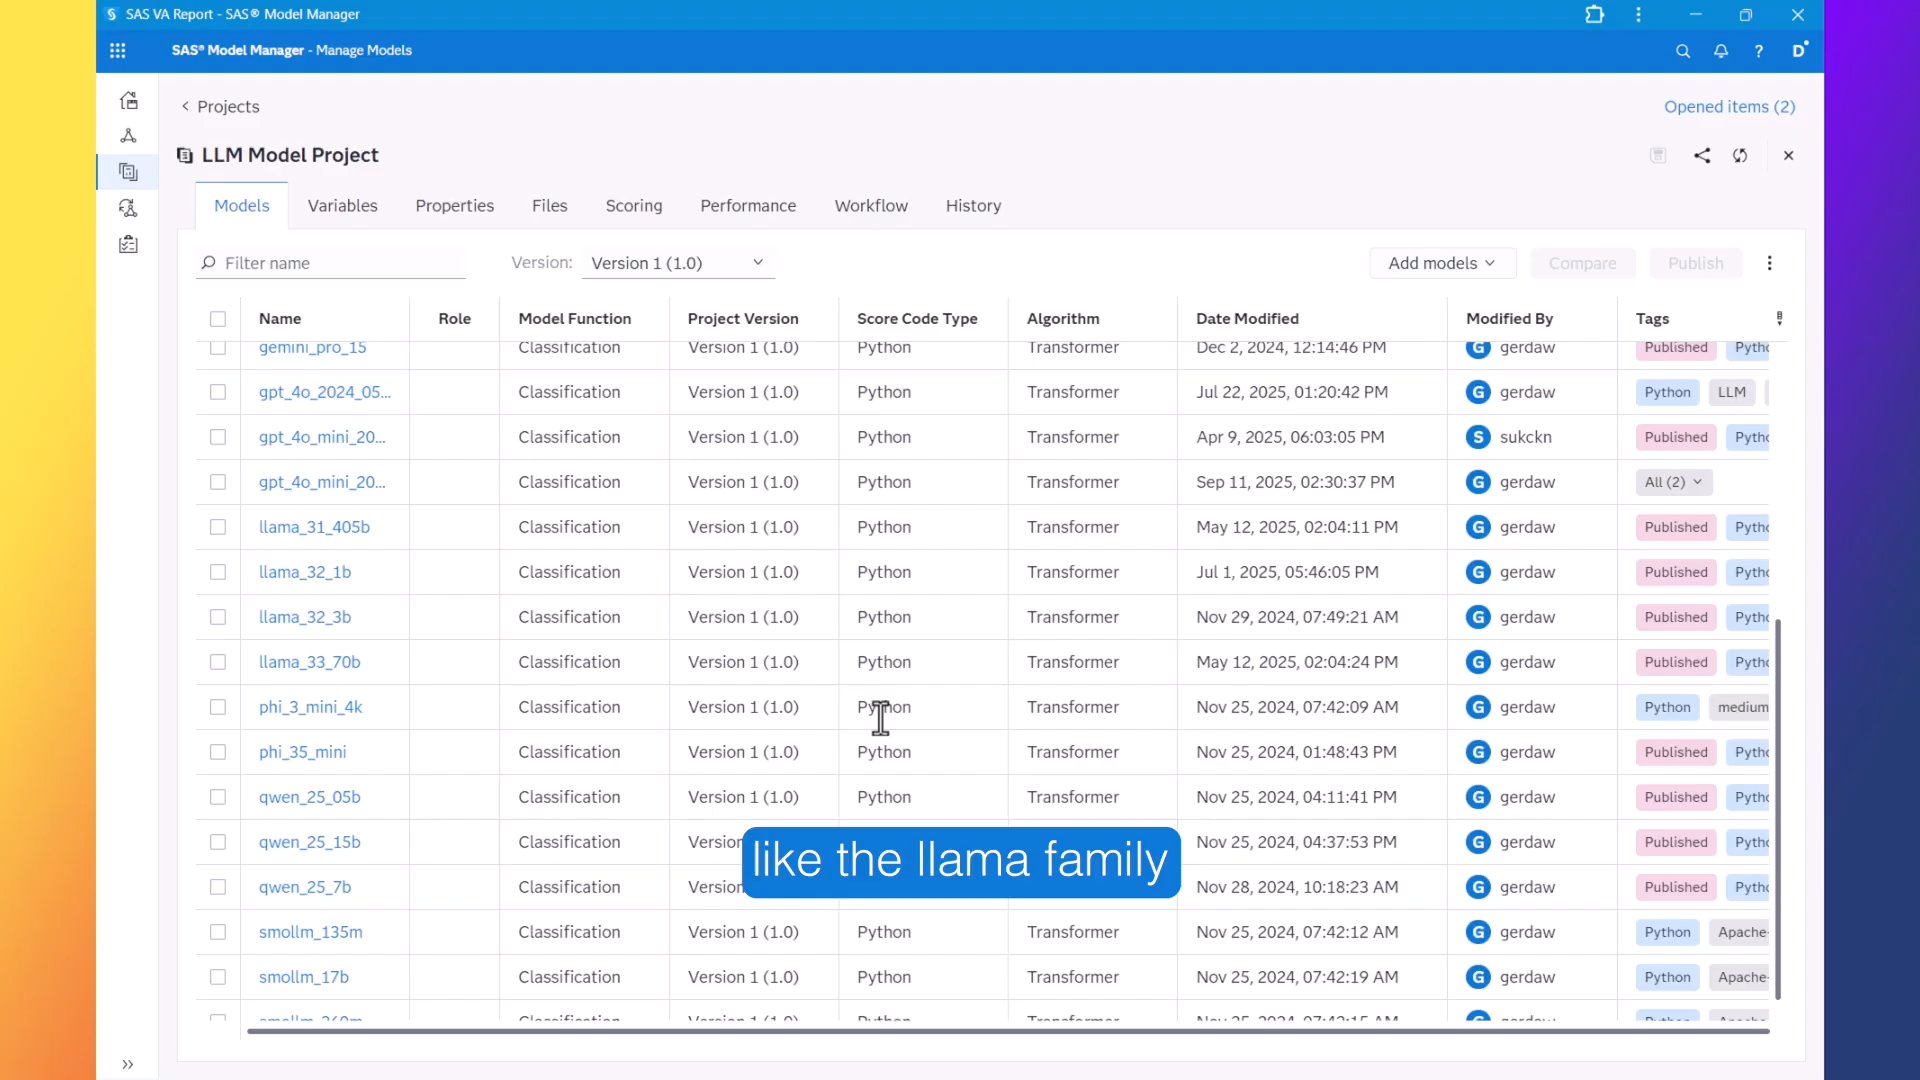 SAS VA Report - SAS® Model Manager
SAS® Model Manager - Manage Models
? D
Projects
Opened items (2)
LLM Model Project
Models Variables Properties Files Scoring Performance Workflow History
Filter name Version: Version 1 (1.0) Add models Compare Publish
Name Role Model Function Project Version Score Code Type Algorithm Date Modified Modified By Tags
gemini_pro_15 Classification Version 1 (1.0) Python Transformer Dec 2, 2024, 12:14:46 PM G gerdaw Published Pytho
gpt_4o_2024_05... Classification Version 1 (1.0) Python Transformer Jul 22, 2025, 01:20:42 PM G gerdaw Python LLM
gpt_4o_mini_20... Classification Version 1 (1.0) Python Transformer Apr 9, 2025, 06:03:05 PM S sukckn Published Pytho
gpt_4o_mini_20... Classification Version 1 (1.0) Python Transformer Sep 11, 2025, 02:30:37 PM G gerdaw All (2)
llama_31_405b Classification Version 1 (1.0) Python Transformer May 12, 2025, 02:04:11 PM G gerdaw Published Pytho
llama_32_1b Classification Version 1 (1.0) Python Transformer Jul 1, 2025, 05:46:05 PM G gerdaw Published Pytho
llama_32_3b Classification Version 1 (1.0) Python Transformer Nov 29, 2024, 07:49:21 AM G gerdaw Published Pytho
llama_33_70b Classification Version 1 (1.0) Python Transformer May 12, 2025, 02:04:24 PM G gerdaw Published Pytho
phi_3_mini_4k Classification Version 1 (1.0) Python Transformer Nov 25, 2024, 07:42:09 AM G gerdaw Python medium
phi_35_mini Classification Version 1 (1.0) Python Transformer Nov 25, 2024, 01:48:43 PM G gerdaw Published Pytho
qwen_25_05b Classification Version 1 (1.0) Python Transformer Nov 25, 2024, 04:11:41 PM G gerdaw Published Pytho
qwen_25_15b Classification Version Nov 25, 2024, 04:37:53 PM G gerdaw Published Pytho
like the llama family
qwen_25_7b Classification Version Nov 28, 2024, 10:18:23 AM G gerdaw Published Pytho
smollm_135m Classification Version 1 (1.0) Python Transformer Nov 25, 2024, 07:42:12 AM G gerdaw Python Apache-
smollm_17b Classification Version 1 (1.0) Python Transformer Nov 25, 2024, 07:42:19 AM G gerdaw Python Apache-